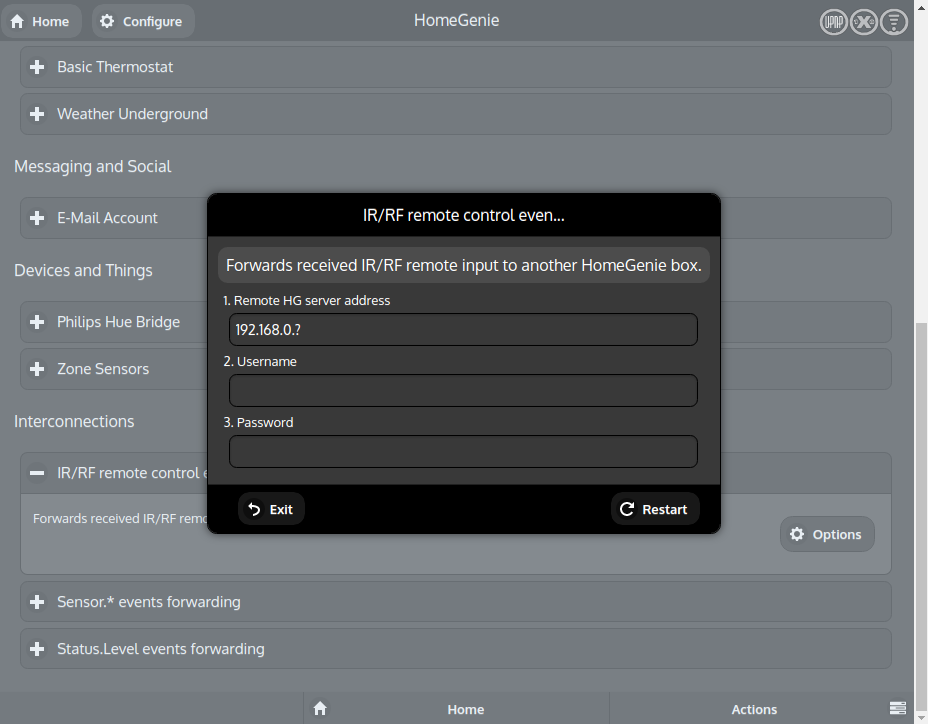 Home
Configure
HomeGenie
UPNP
X
Basic Thermostat
Weather Underground
Messaging and Social
E-Mail Account
Devices and Things
Philips Hue Bridge
Zone Sensors
Interconnections
IR/RF remote control e
Forwards received IR/RF remo
Options
Sensor.* events forwarding
Status.Level events forwarding
IR/RF remote control even...
Forwards received IR/RF remote input to another HomeGenie box.
1. Remote HG server address
192.168.0.?
2. Username
3. Password
Exit
Restart
Home
Actions